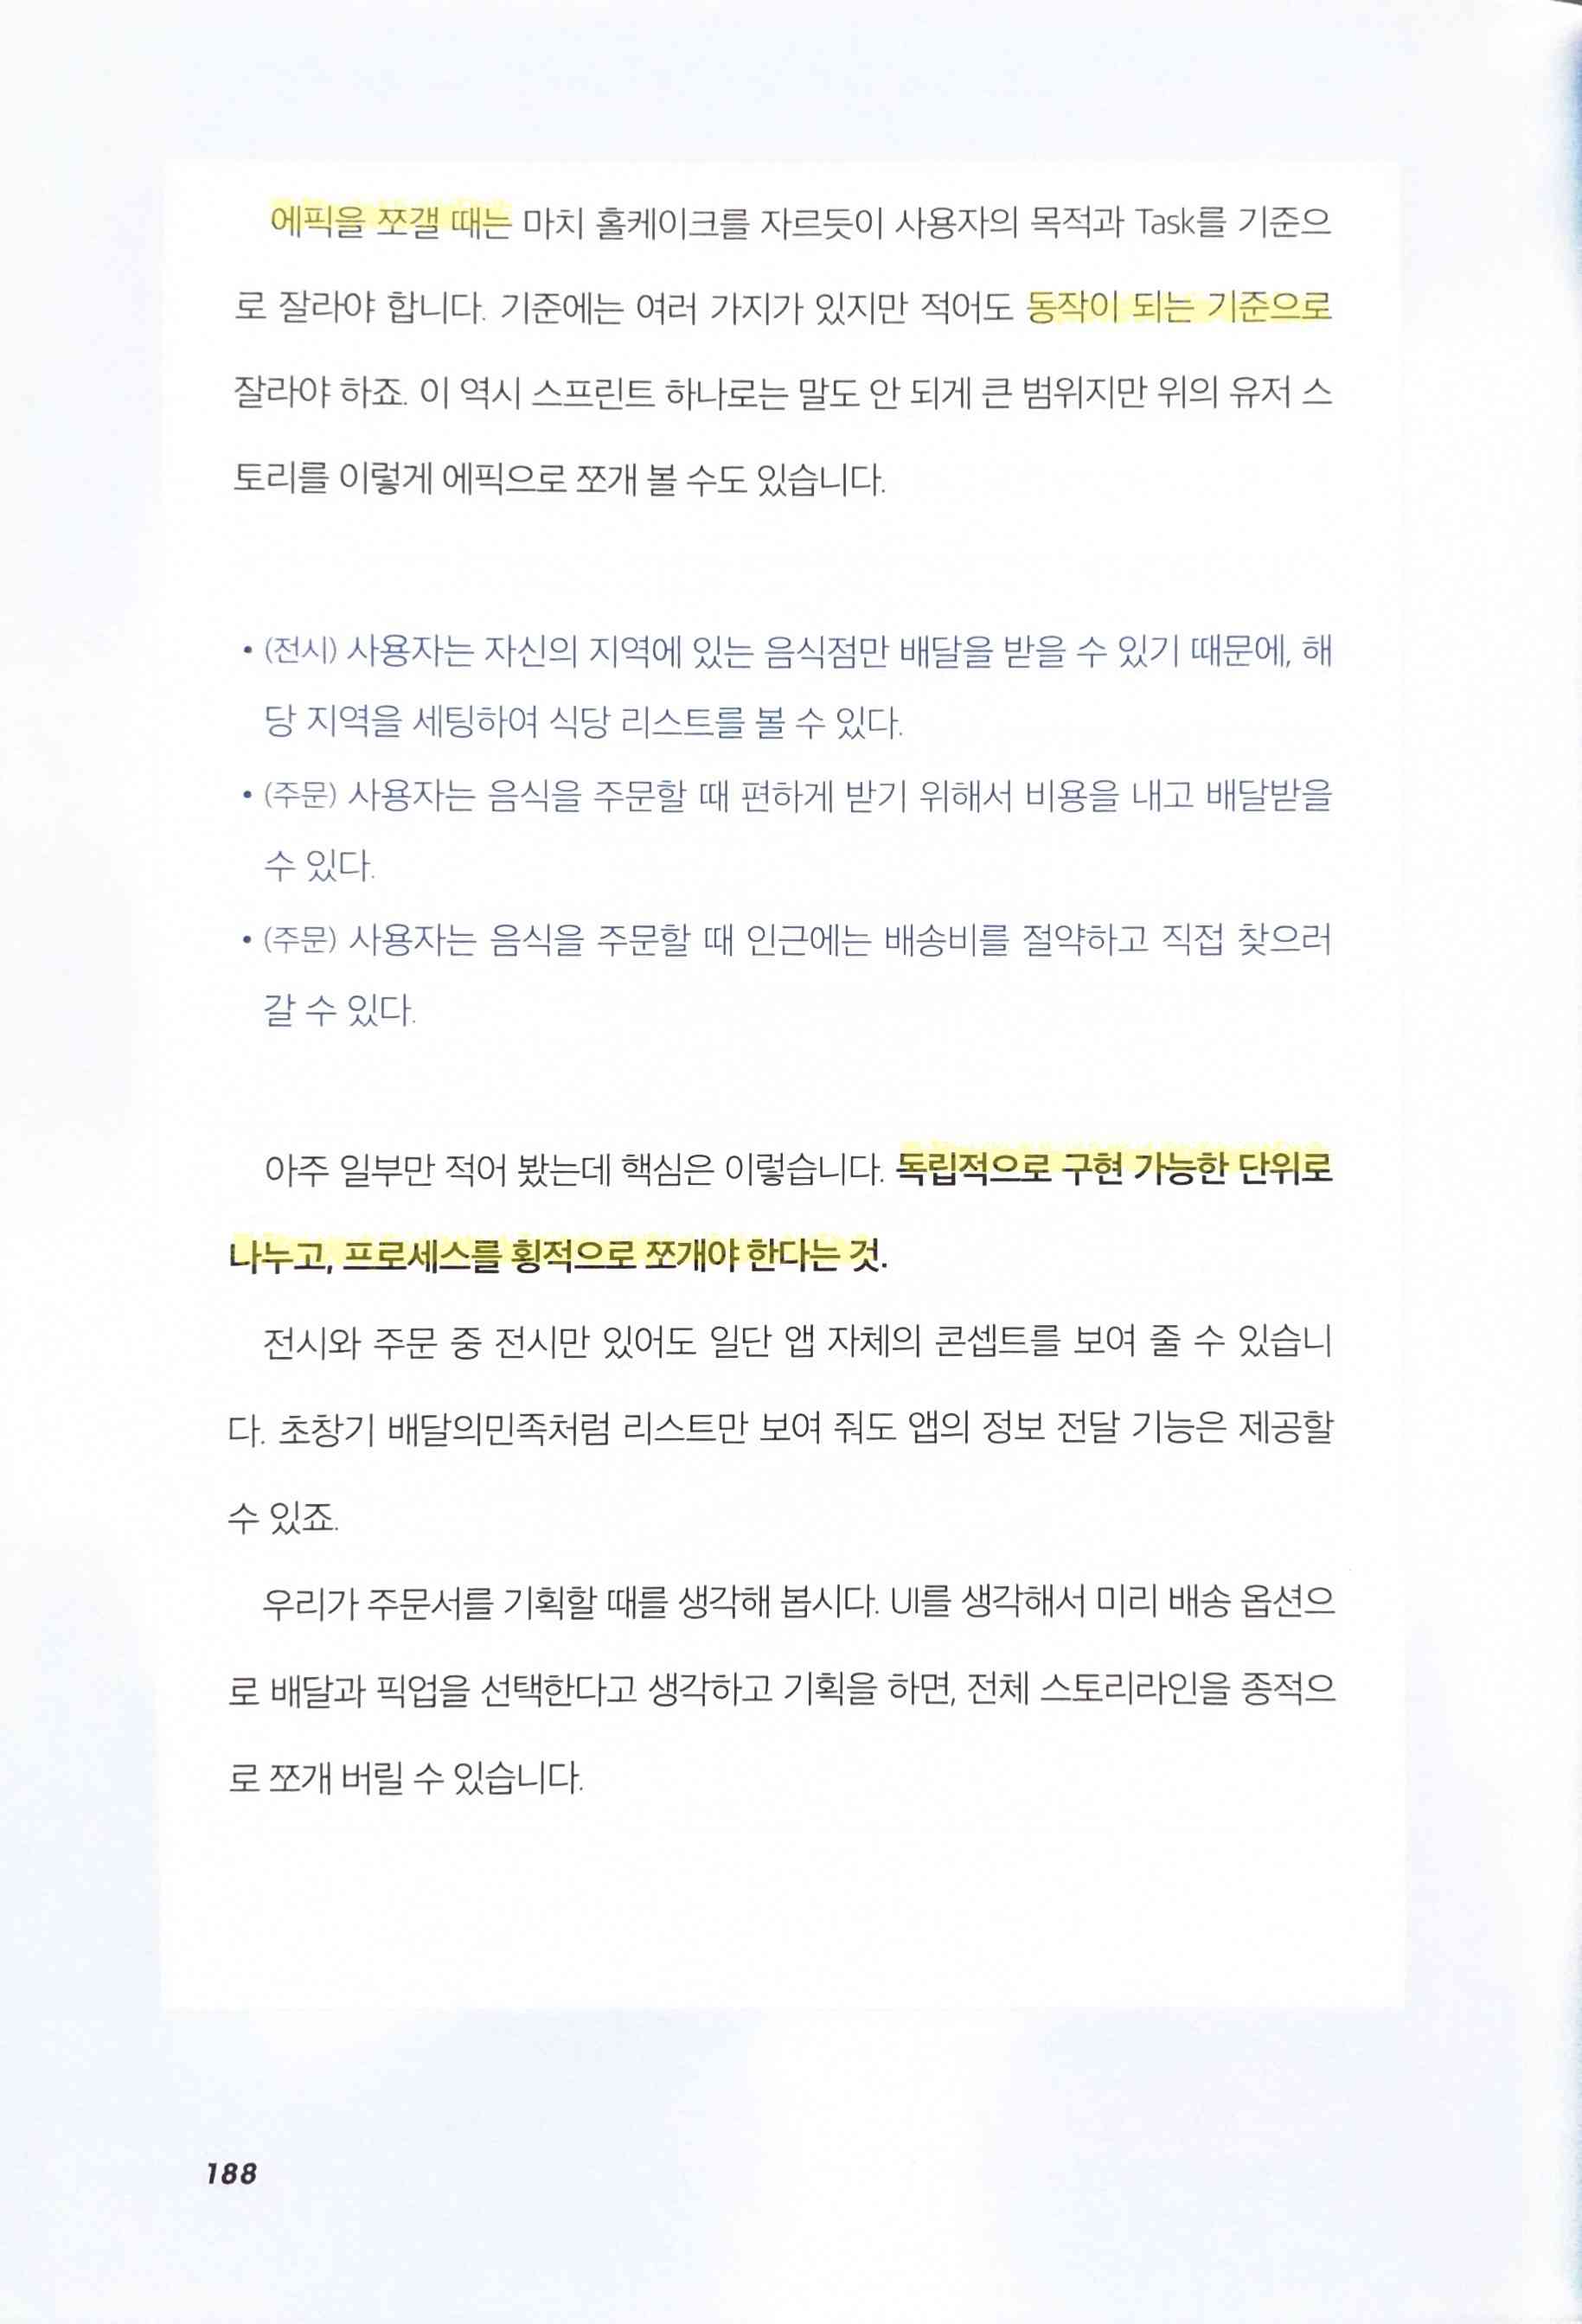 에픽을 쪼갤 때는 마치 홀케이크를 자르듯이 사용자의 목적과 Task를 기준으
로 잘라야 합니다. 기준에는 여러 가지가 있지만 적어도 동작이 되는 기준으로
잘라야 하죠. 이 역시 스프린트 하나로는 말도 안 되게 큰 범위지만 위의 유저 스
토리를 이렇게 에픽으로 쪼개 볼 수도 있습니다.
• (전시) 사용자는 자신의 지역에 있는 음식점만 배달을 받을 수 있기 때문에, 해
당 지역을 세팅하여 식당 리스트를 볼 수 있다.
• (주문) 사용자는 음식을 주문할 때 편하게 받기 위해서 비용을 내고 배달받을
수 있다.
• (주문) 사용자는 음식을 주문할 때 인근에는 배송비를 절약하고 직접 찾으러
갈 수 있다.
아주 일부만 적어 봤는데 핵심은 이렇습니다. 독립적으로 구현 가능한 단위로
나누고, 프로세스를 횡적으로 쪼개야 한다는 것.
전시와 주문 중 전시만 있어도 일단 앱 자체의 콘셉트를 보여 줄 수 있습니
다. 초창기 배달의민족처럼 리스트만 보여 줘도 앱의 정보 전달 기능은 제공할
수 있죠.
우리가 주문서를 기획할 때를 생각해 봅시다. UI를 생각해서 미리 배송 옵션으
로 배달과 픽업을 선택한다고 생각하고 기획을 하면, 전체 스토리라인을 종적으
로 쪼개 버릴 수 있습니다.
188